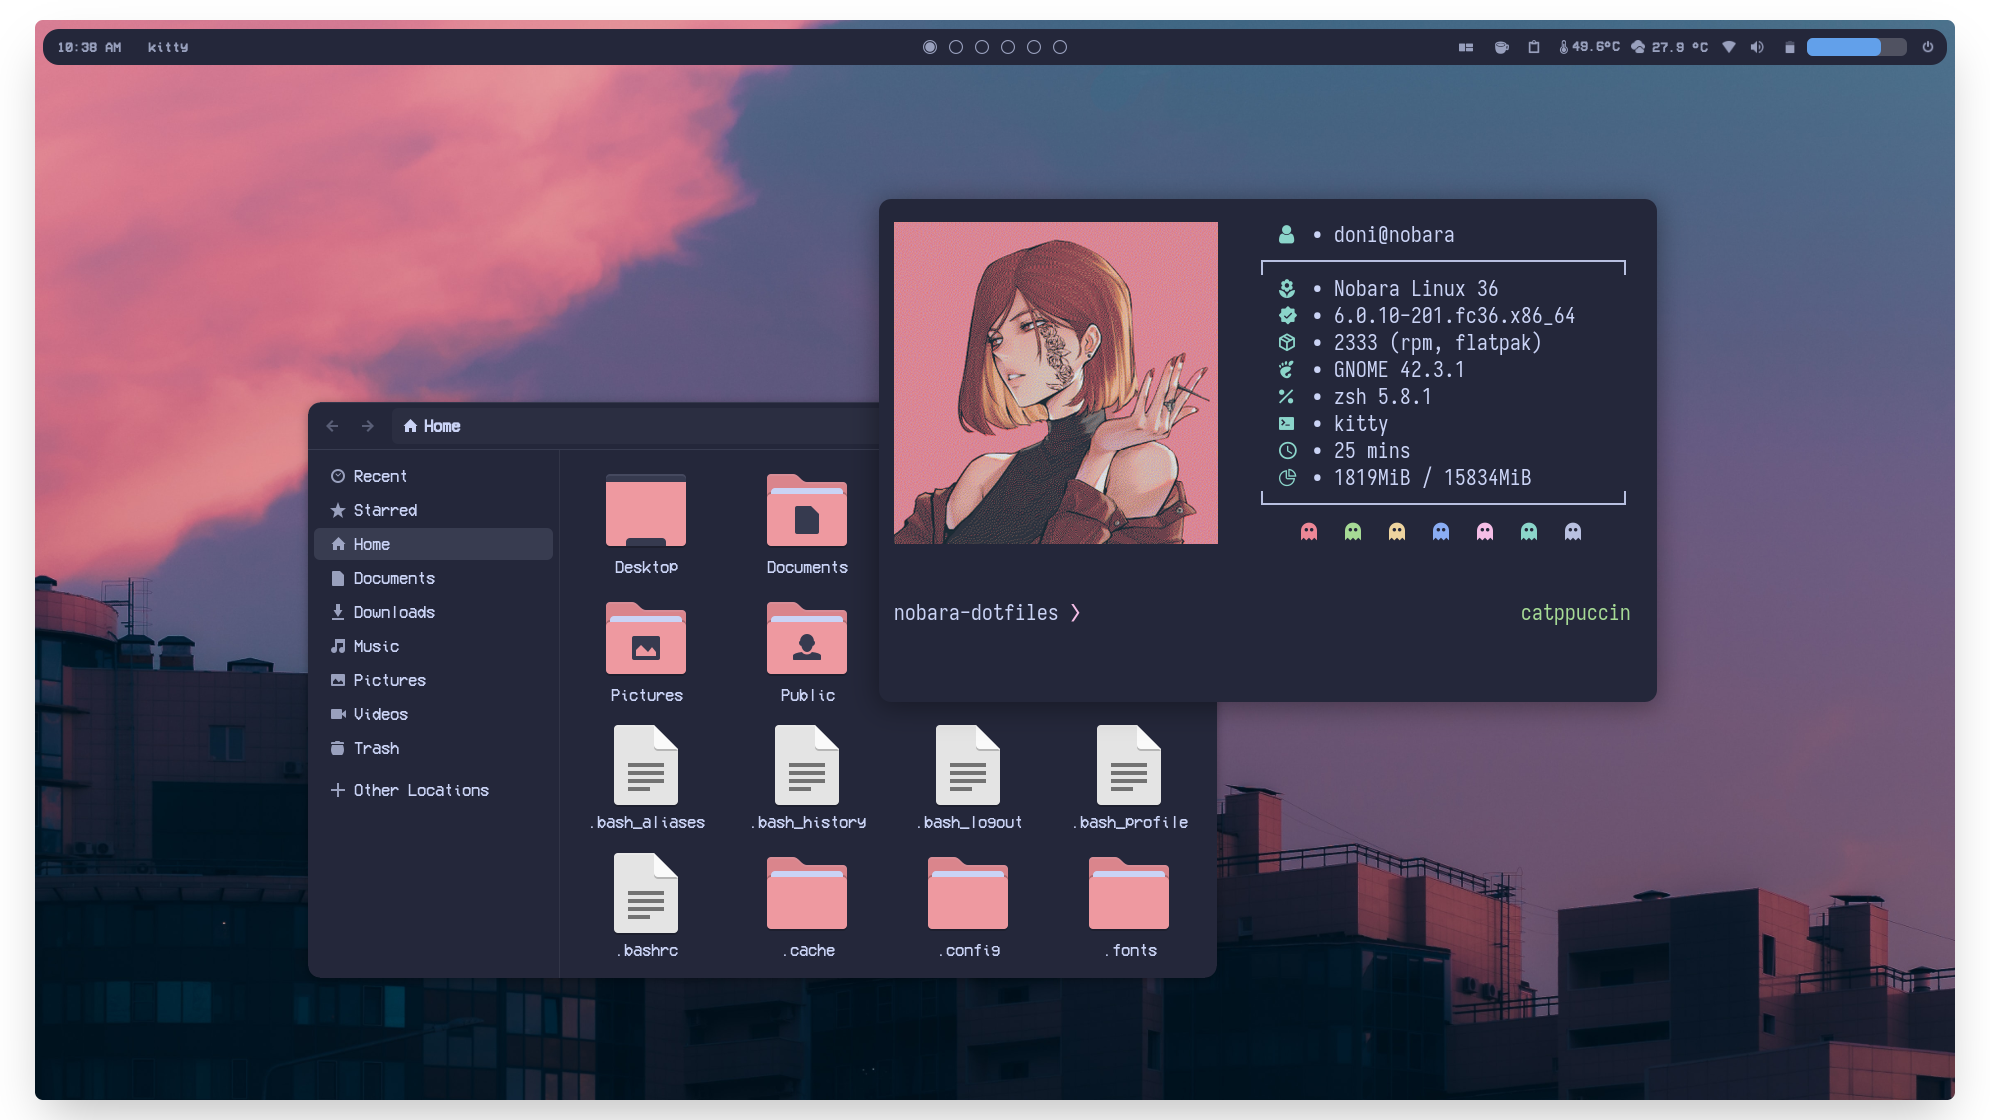 10:38 AM kitty
49.6°C 27.9 °C
Home
Recent
Starred
Home
Documents
Downloads
Music
Pictures
Videos
Trash
Other Locations
Desktop
Documents
Pictures
Public
.bash_aliases
.bash_history
.bash_logout
.bash_profile
.bashrc
.cache
.config
.fonts
• doni@nobara
• Nobara Linux 36
• 6.0.10-201.fc36.x86_64
• 2333 (rpm, flatpak)
• GNOME 42.3.1
• zsh 5.8.1
• kitty
• 25 mins
• 1819MiB / 15834MiB
nobara-dotfiles ❯ catppuccin